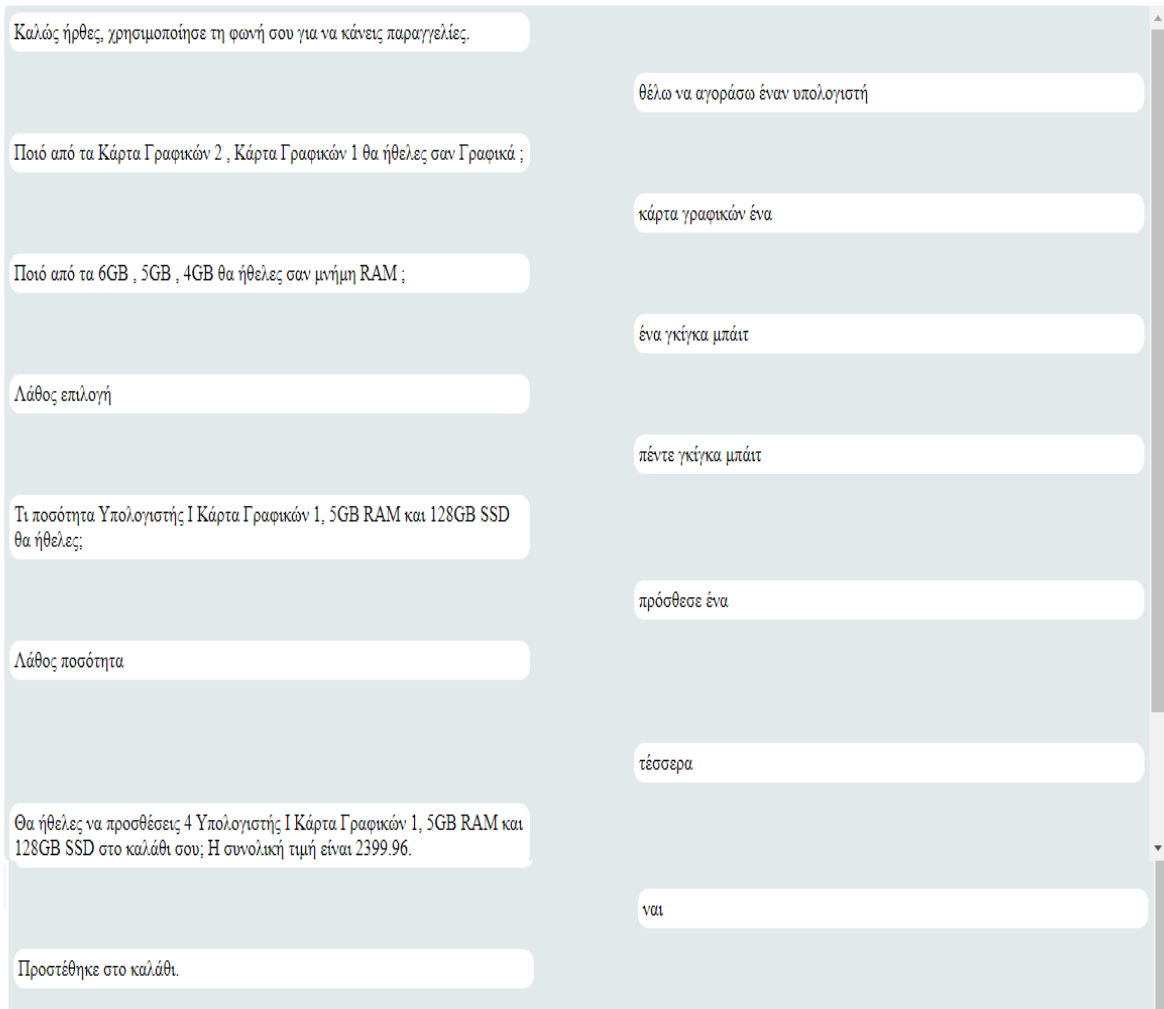 Καλώς ήρθες, χρησιμοποίησε τη φωνή σου για να κάνεις παραγγελίες.
θέλω να αγοράσω έναν υπολογιστή
Ποιό από τα Κάρτα Γραφικών 2 , Κάρτα Γραφικών 1 θα ήθελες σαν Γραφικά ;
κάρτα γραφικών ένα
Ποιό από τα 6GB , 5GB , 4GB θα ήθελες σαν μνήμη RAM ;
ένα γκίγκα μπάιτ
Λάθος επιλογή
πέντε γκίγκα μπάιτ
Τι ποσότητα Υπολογιστής Ι Κάρτα Γραφικών 1, 5GB RAM και 128GB SSD
θα ήθελες;
πρόσθεσε ένα
Λάθος ποσότητα
τέσσερα
Θα ήθελες να προσθέσεις 4 Υπολογιστής Ι Κάρτα Γραφικών 1, 5GB RAM και
128GB SSD στο καλάθι σου; Η συνολική τιμή είναι 2399.96.
ναι
Προστέθηκε στο καλάθι.